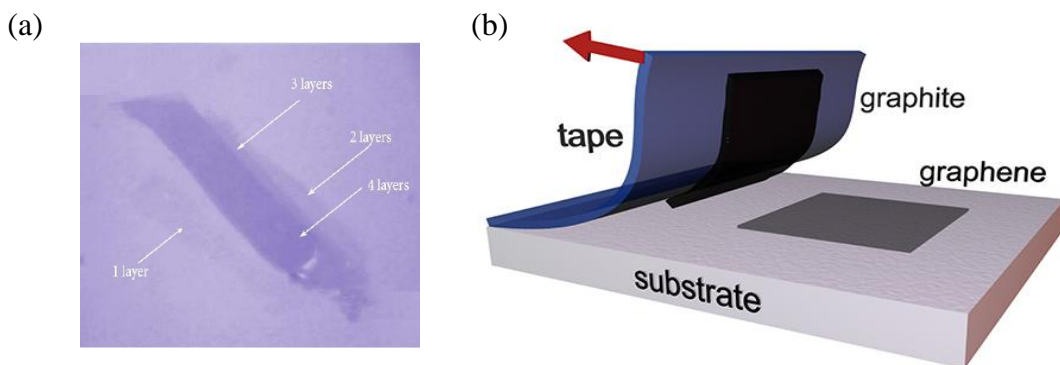 (a)
3 layers
2 layers
4 layers
1 layer
(b)
tape
graphite
graphene
substrate